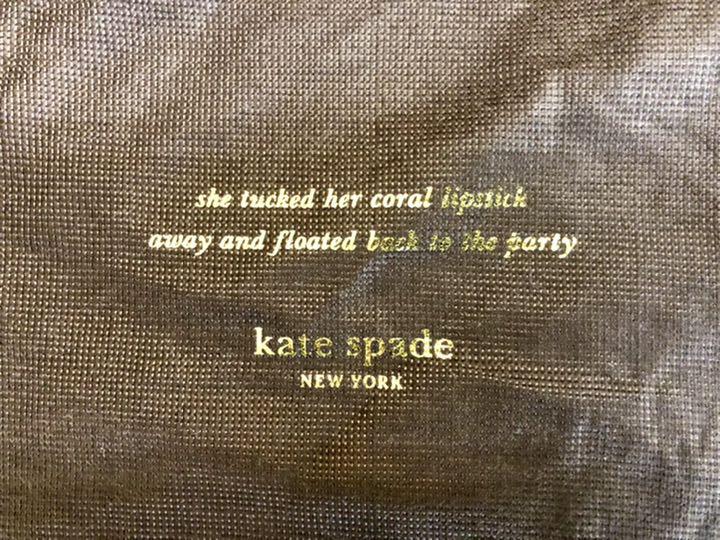 she tucked her coral lipstick
away and floated back to the party
kate spade
NEW YORK